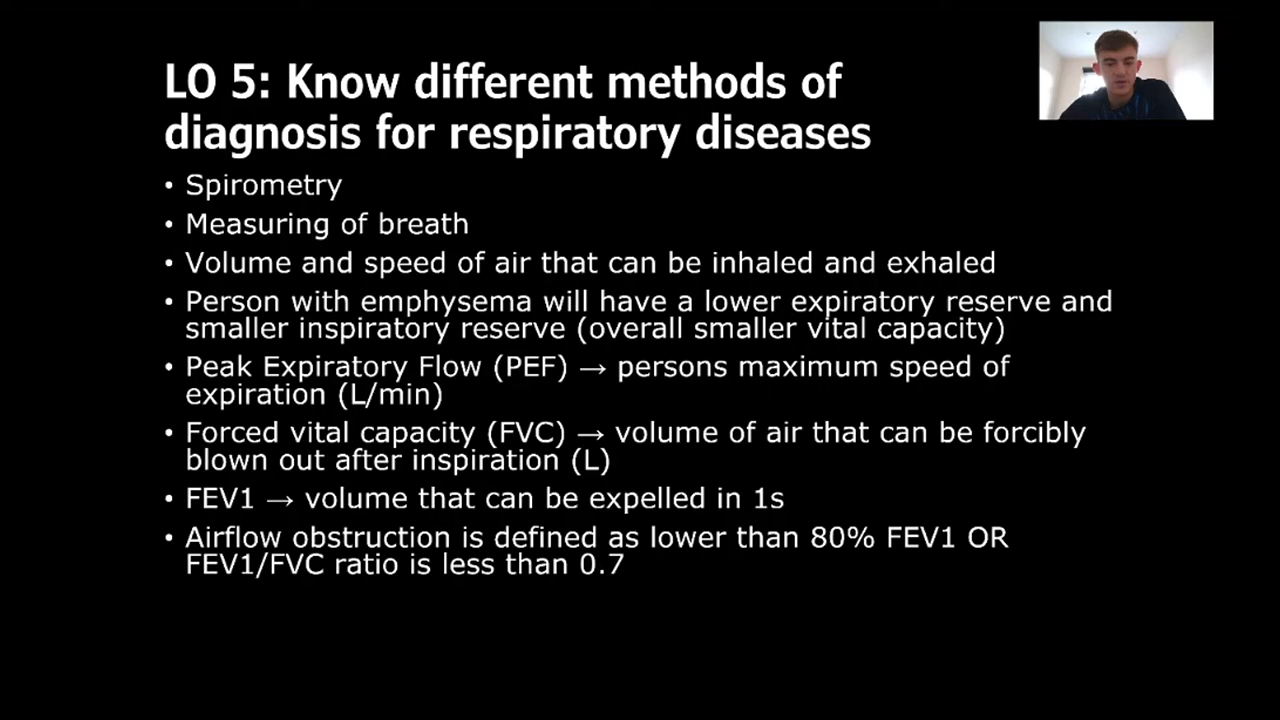 LO 5: Know different methods of
diagnosis for respiratory diseases
• Spirometry
• Measuring of breath
• Volume and speed of air that can be inhaled and exhaled
• Person with emphysema will have a lower expiratory reserve and
smaller inspiratory reserve (overall smaller vital capacity)
• Peak Expiratory Flow (PEF) → persons maximum speed of
expiration (L/min)
• Forced vital capacity (FVC) → volume of air that can be forcibly
blown out after inspiration (L)
• FEV1 → volume that can be expelled in 1s
• Airflow obstruction is defined as lower than 80% FEV1 OR
FEV1/FVC ratio is less than 0.7